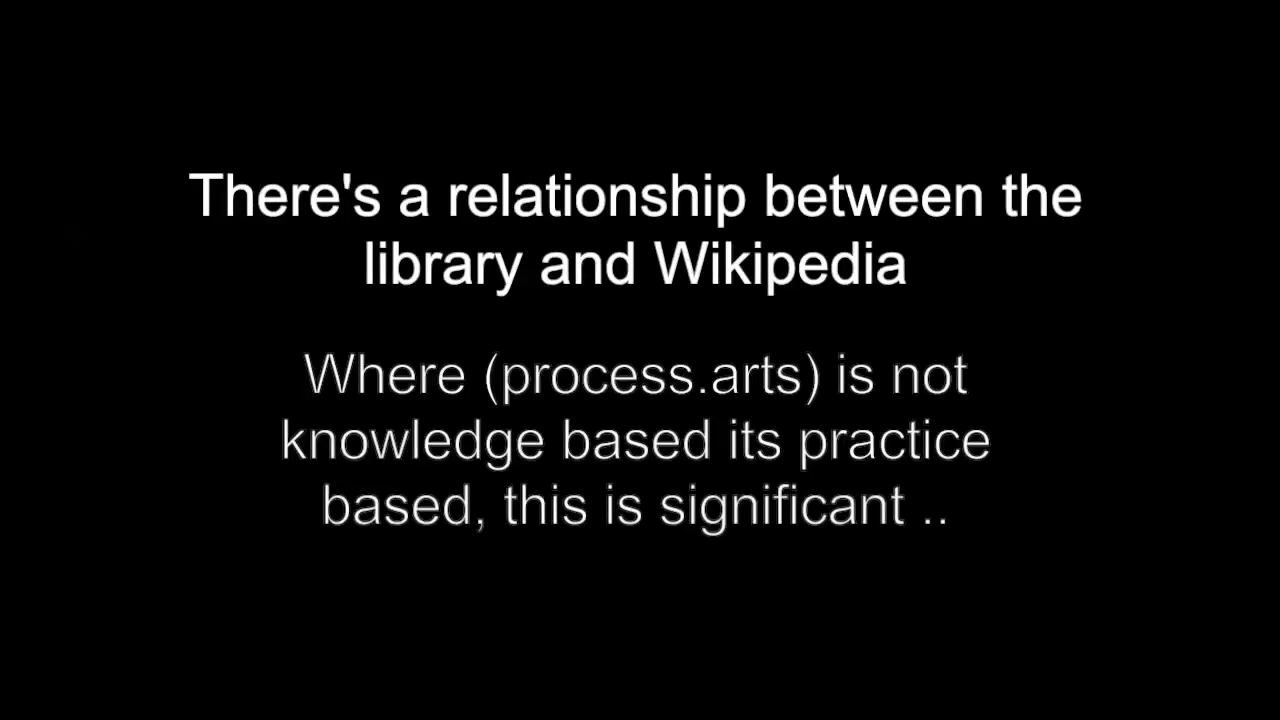 There's a relationship between the
library and Wikipedia
Where (process.arts) is not
knowledge based its practice
based, this is significant ..